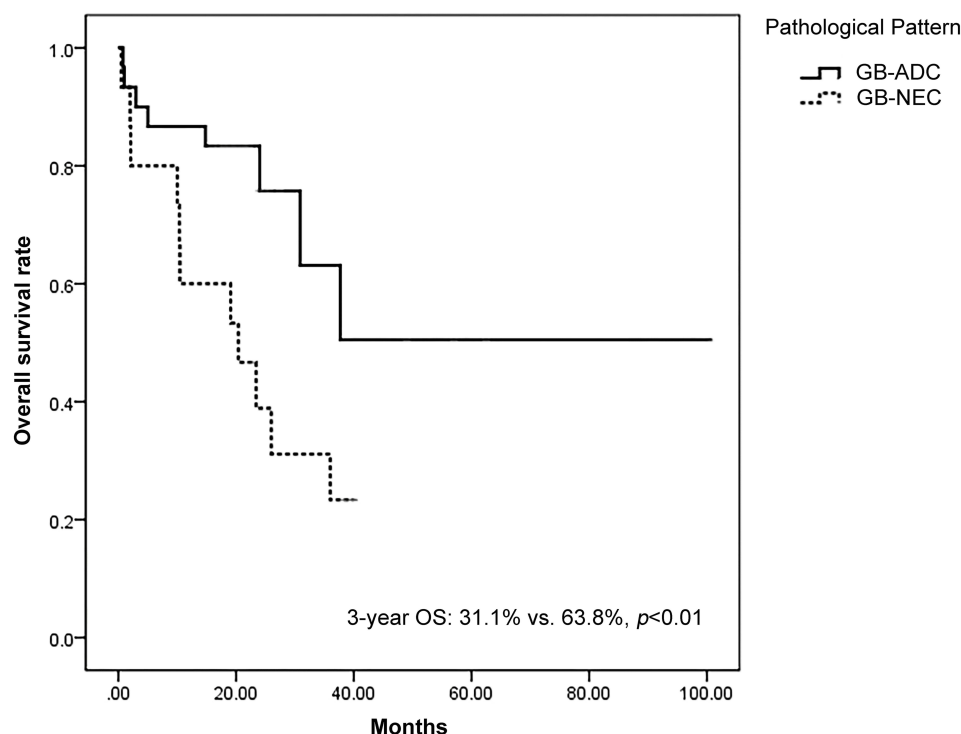 Pathological Pattern
GB-ADC
GB-NEC
Overall survival rate
1.0
0.8
0.6
0.4
0.2
0.0
3-year OS: 31.1% vs. 63.8%, p<0.01
.00 20.00 40.00 60.00 80.00 100.00
Months